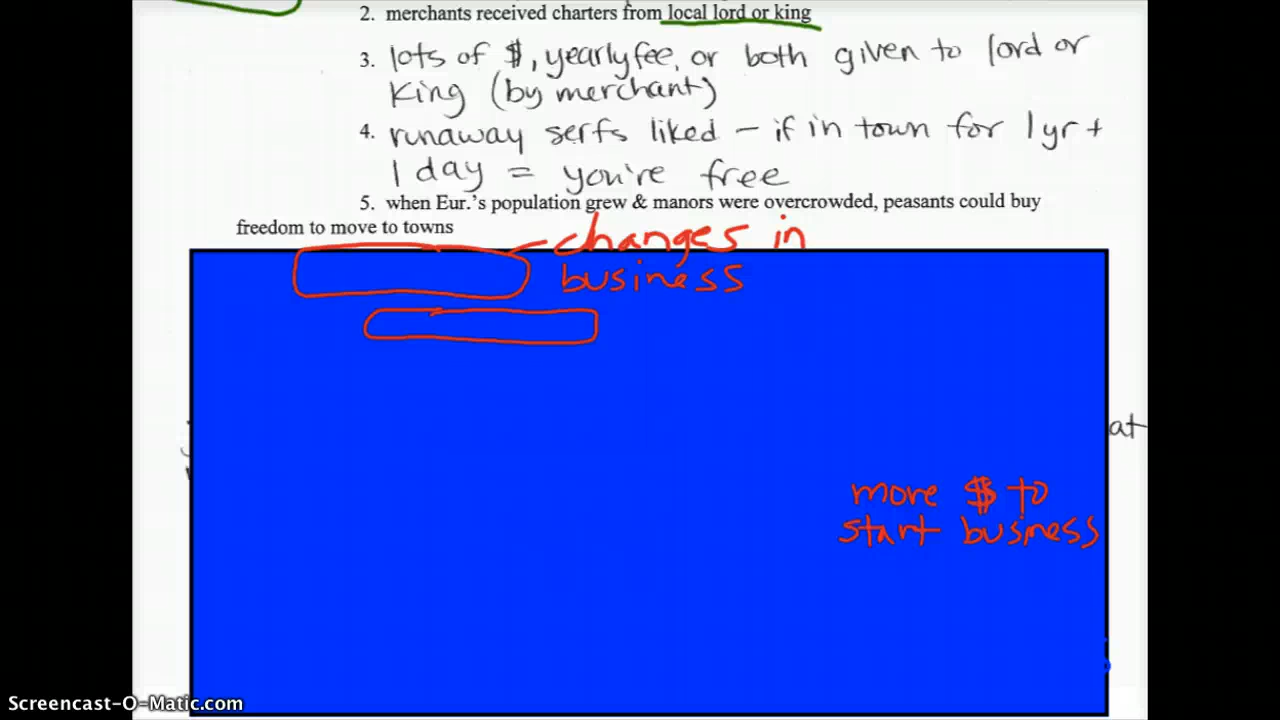 2. merchants received charters from local lord or king
3. lots of $, yearly fee, or both given to lord or
King (by merchant)
4. runaway serfs liked – if in town for 1 yr +
1 day = you're free
5. when Eur.'s population grew & manors were overcrowded, peasants could buy
freedom to move to towns
changes in
business
at
more $ to
start business
Screencast-O-Matic.com